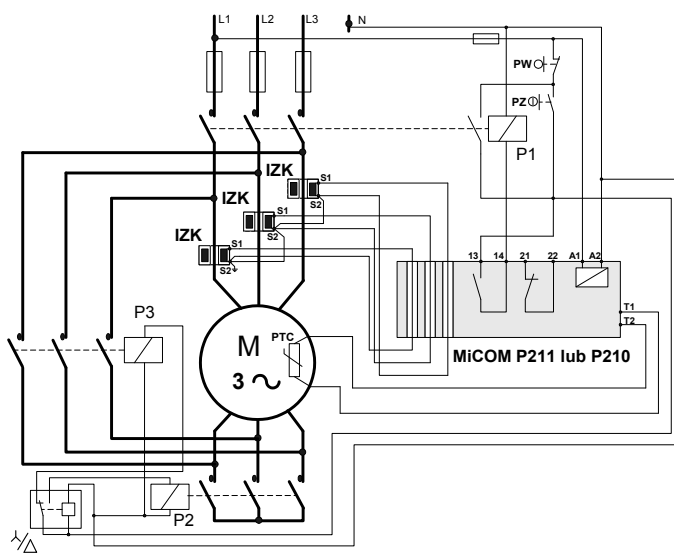 L1 L2 L3 N
PW
PZ
P1
IZK S1
S2
IZK S1
S2
IZK S1
S2
13 14 21 22 A1 A2
P3
T1
T2
M PTC
3
MiCOM P211 lub P210
P2